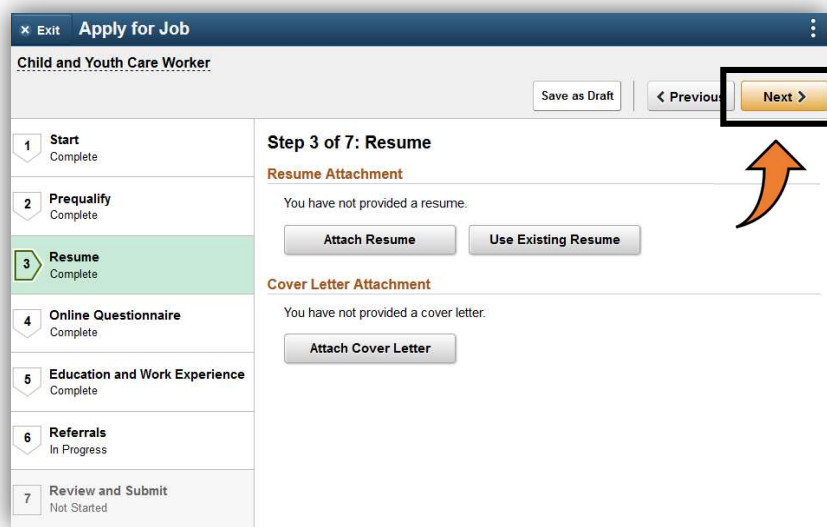 × Exit Apply for Job
Child and Youth Care Worker
Save as Draft
Previous
Next
1 Start
Complete
2 Prequalify
Complete
3 Resume
Complete
4 Online Questionnaire
Complete
5 Education and Work Experience
Complete
6 Referrals
In Progress
7 Review and Submit
Not Started
Step 3 of 7: Resume
Resume Attachment
You have not provided a resume.
Attach Resume
Use Existing Resume
Cover Letter Attachment
You have not provided a cover letter.
Attach Cover Letter